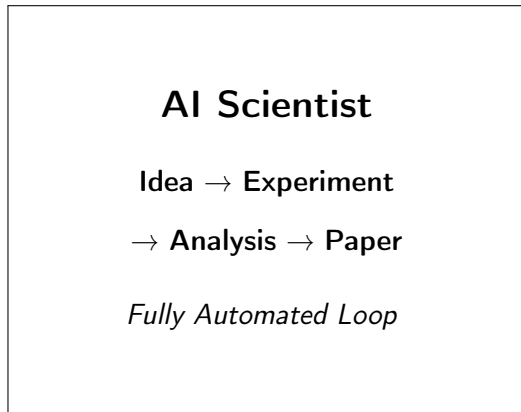 AI Scientist
Idea → Experiment
→ Analysis → Paper
Fully Automated Loop